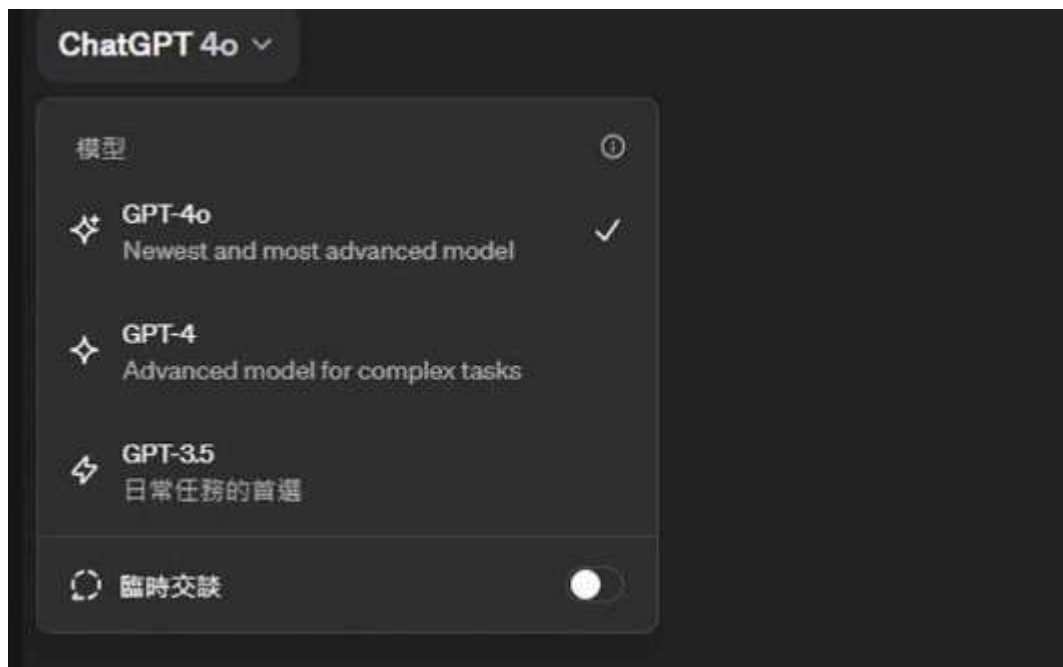 ChatGPT 4o
模型
GPT-4o
Newest and most advanced model
GPT-4
Advanced model for complex tasks
GPT-3.5
日常任務的首選
臨時交談